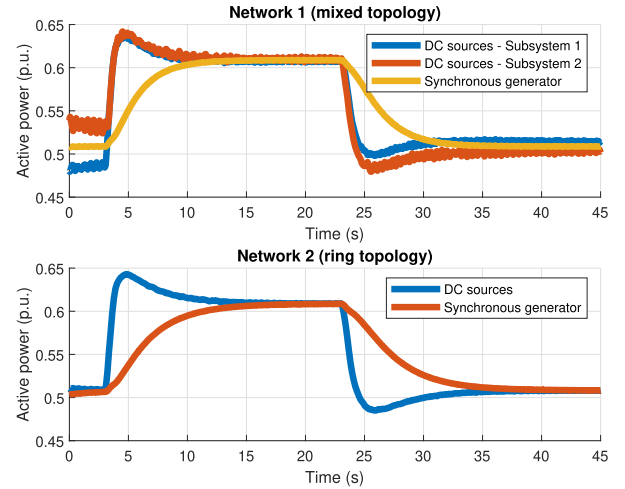 Network 1 (mixed topology)
0.65
0.6
0.55
0.5
0.45
Active power (p.u.)
DC sources - Subsystem 1
DC sources - Subsystem 2
Synchronous generator
0 5 10 15 20 25 30 35 40 45
Time (s)
Network 2 (ring topology)
0.65
0.6
0.55
0.5
0.45
Active power (p.u.)
DC sources
Synchronous generator
0 5 10 15 20 25 30 35 40 45
Time (s)